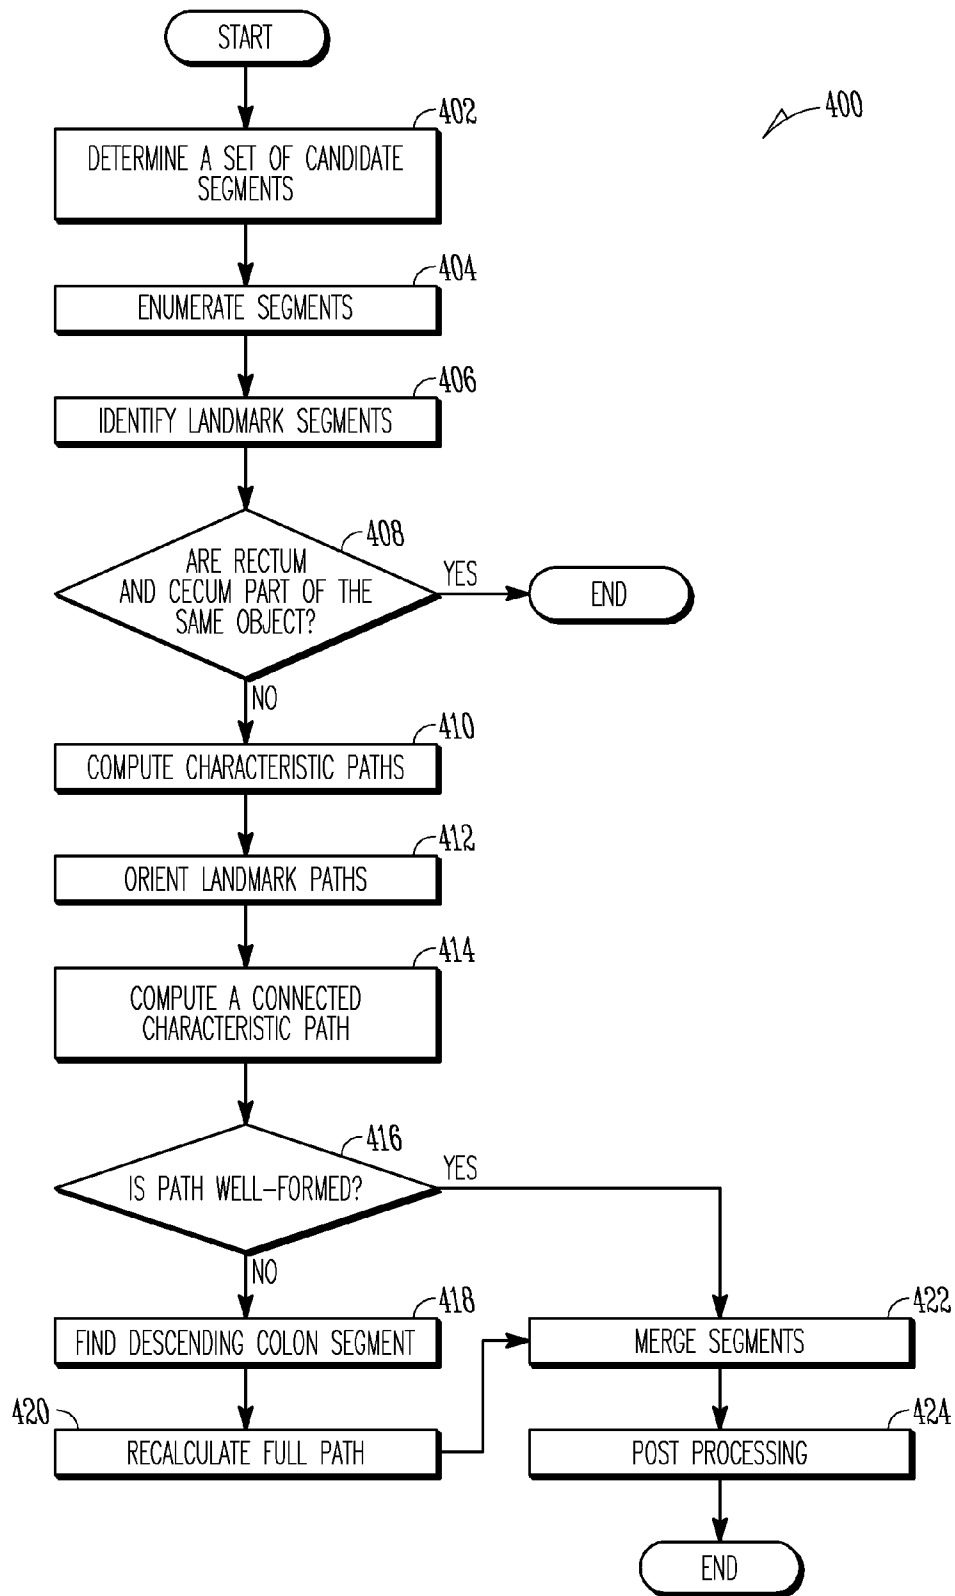 START
400
402
DETERMINE A SET OF CANDIDATE
SEGMENTS
404
ENUMERATE SEGMENTS
406
IDENTIFY LANDMARK SEGMENTS
408
ARE RECTUM
AND CECUM PART OF THE
SAME OBJECT?
YES
END
NO
410
COMPUTE CHARACTERISTIC PATHS
412
ORIENT LANDMARK PATHS
414
COMPUTE A CONNECTED
CHARACTERISTIC PATH
416
IS PATH WELL-FORMED?
YES
NO
418
FIND DESCENDING COLON SEGMENT
422
MERGE SEGMENTS
420
RECALCULATE FULL PATH
424
POST PROCESSING
END